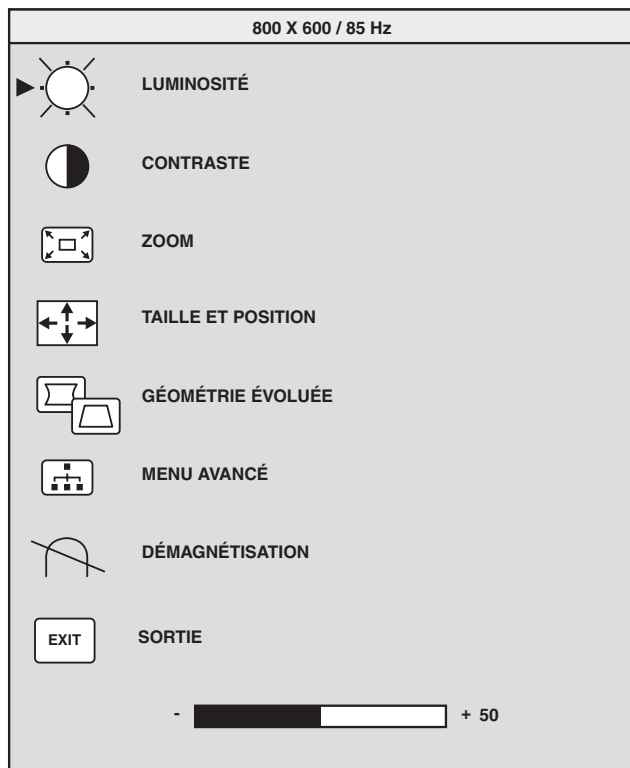 800 X 600 / 85 Hz
LUMINOSITÉ
CONTRASTE
ZOOM
TAILLE ET POSITION
GÉOMÉTRIE ÉVOLUÉE
MENU AVANCÉ
DÉMAGNÉTISATION
EXIT SORTIE
- + 50